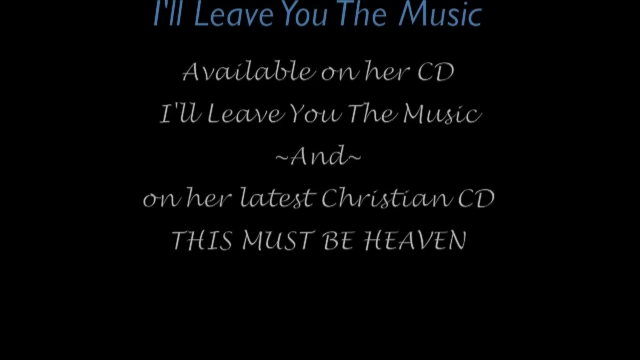 I'll Leave You The Music
Available on her CD
I'll Leave You The Music
~And~
on her latest Christian CD
THIS MUST BE HEAVEN